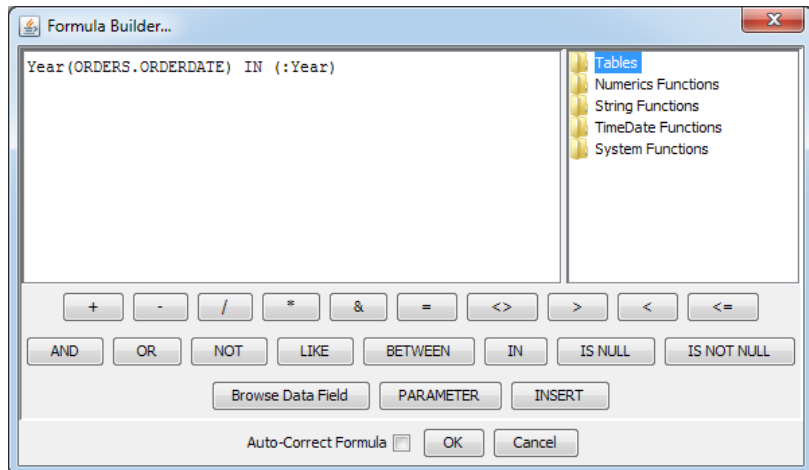 Formula Builder...
x
Year(ORDERS.ORDERDATE) IN (:Year)
Tables
Numerics Functions
String Functions
TimeDate Functions
System Functions
+ - / * & = <> > < <=
AND OR NOT LIKE BETWEEN IN IS NULL IS NOT NULL
Browse Data Field PARAMETER INSERT
Auto-Correct Formula OK Cancel